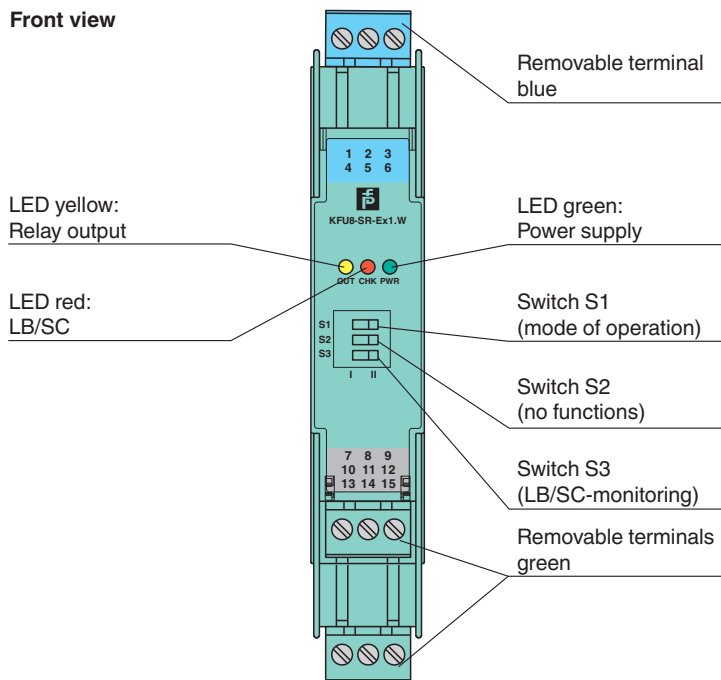 Front view
Removable terminal
blue
1 2 3
4 5 6
KFU8-SR-Ex1.W
LED yellow:
Relay output
LED green:
Power supply
OUT CHK PWR
LED red:
LB/SC
Switch S1
(mode of operation)
S1
S2
S3
I II
Switch S2
(no functions)
7 8 9
10 11 12
13 14 15
Switch S3
(LB/SC-monitoring)
Removable terminals
green